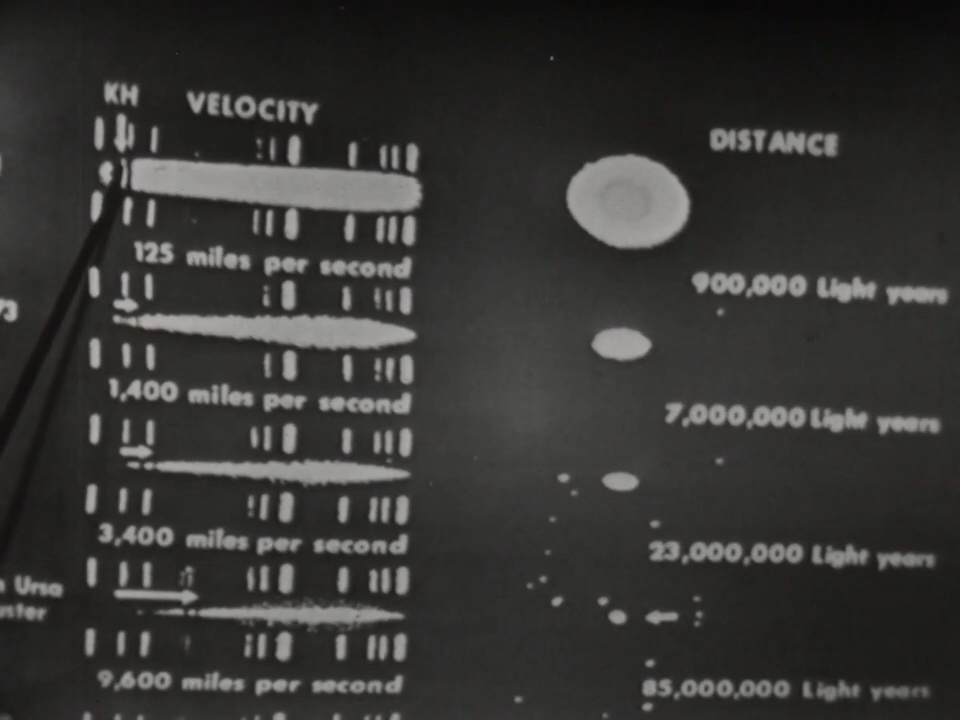 KH VELOCITY
DISTANCE
125 miles per second
900,000 Light years
73
1,400 miles per second
7,000,000 Light years
3,400 miles per second
23,000,000 Light years
Ursa
9,600 miles per second
85,000,000 Light years